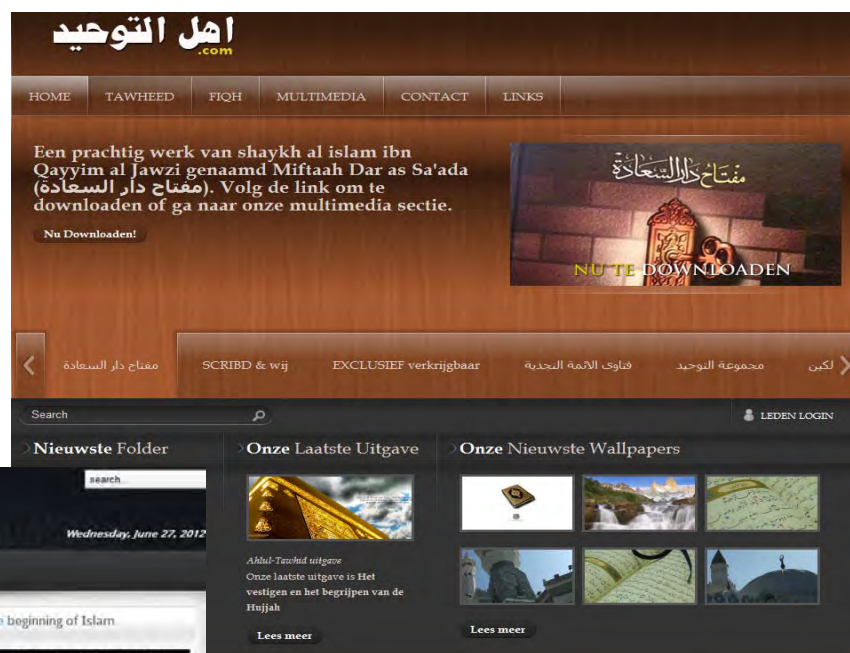 اهل التوحيد
.com
HOME TAWHEED FIQH MULTIMEDIA CONTACT LINKS
Een prachtig werk van shaykh al islam ibn
Qayyim al Jawzi genaamd Miftaah Dar as Sa'ada
(مفتاح دار السعادة). Volg de link om te
downloaden of ga naar onze multimedia sectie.
Nu Downloaden!
مفتاح دار السعادة
NU TE DOWNLOADEN
مفتاح دار السعادة SCRIBD & wij EXCLUSIEF verkrijgbaar فتاوى الائمة النجدية مجموعة التوحيد لكين
Search LEDEN LOGIN
Nieuwste Folder Onze Laatste Uitgave Onze Nieuwste Wallpapers
search...
Wednesday, June 27, 2012
beginning of Islam
Ahlul-Tawhid uitgave
Onze laatste uitgave is Het
vestigen en het begrijpen van de
Hujjah
Lees meer
Lees meer